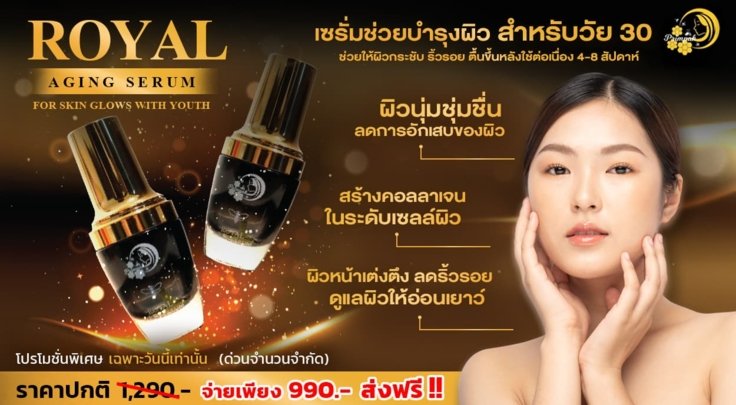 ROYAL
AGING SERUM
FOR SKIN GLOWS WITH YOUTH
เซรั่มช่วยบำรุงผิว สำหรับวัย 30
ช่วยให้ผิวกระชับ ริ้วรอย ตื้นขึ้นหลังใช้ต่อเนื่อง 4-8 สัปดาห์
ผิวนุ่มชุ่มชื่น
ลดการอักเสบของผิว
สร้างคอลลาเจน
ในระดับเซลล์ผิว
ผิวหน้าเต่งตึง ลดริ้วรอย
ดูแลผิวให้อ่อนเยาว์
โปรโมชั่นพิเศษ เฉพาะวันนี้เท่านั้น (ด่วนจำนวนจำกัด)
ราคาปกติ 1,290.- จ่ายเพียง 990.- ส่งฟรี !!